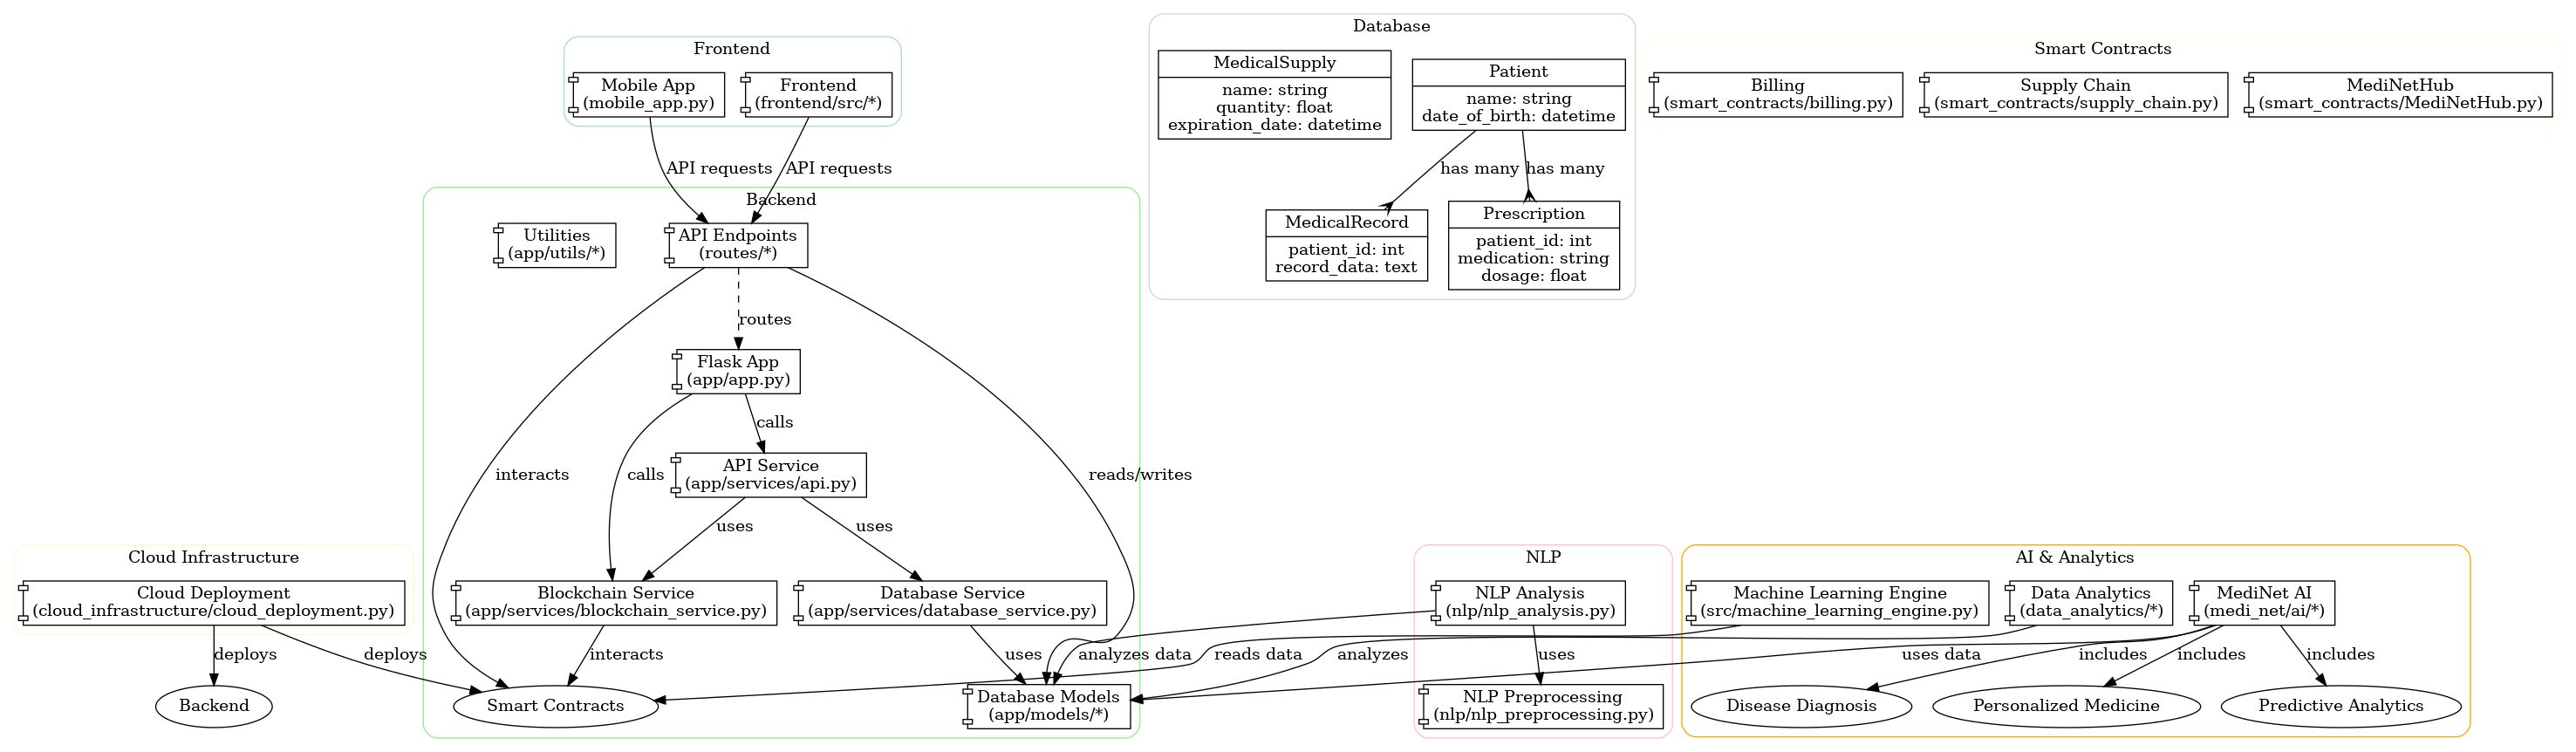 Frontend
Mobile App
(mobile_app.py)
Frontend
(frontend/src/*)
Database
MedicalSupply
name: string
quantity: float
expiration_date: datetime
Patient
name: string
date_of_birth: datetime
has many
has many
MedicalRecord
patient_id: int
record_data: text
Prescription
patient_id: int
medication: string
dosage: float
Smart Contracts
Billing
(smart_contracts/billing.py)
Supply Chain
(smart_contracts/supply_chain.py)
MediNetHub
(smart_contracts/MediNetHub.py)
API requests
API requests
Backend
Utilities
(app/utils/*)
API Endpoints
(routes/*)
routes
Flask App
(app/app.py)
calls
API Service
(app/services/api.py)
interacts
calls
reads/writes
uses
uses
Blockchain Service
(app/services/blockchain_service.py)
Database Service
(app/services/database_service.py)
interacts
uses
Smart Contracts
Database Models
(app/models/*)
Cloud Infrastructure
Cloud Deployment
(cloud_infrastructure/cloud_deployment.py)
deploys
deploys
Backend
NLP
NLP Analysis
(nlp/nlp_analysis.py)
analyzes data
reads data
analyzes
uses
NLP Preprocessing
(nlp/nlp_preprocessing.py)
AI & Analytics
Machine Learning Engine
(src/machine_learning_engine.py)
Data Analytics
(data_analytics/*)
MediNet AI
(medi_net/ai/*)
uses data
includes
includes
includes
Disease Diagnosis
Personalized Medicine
Predictive Analytics